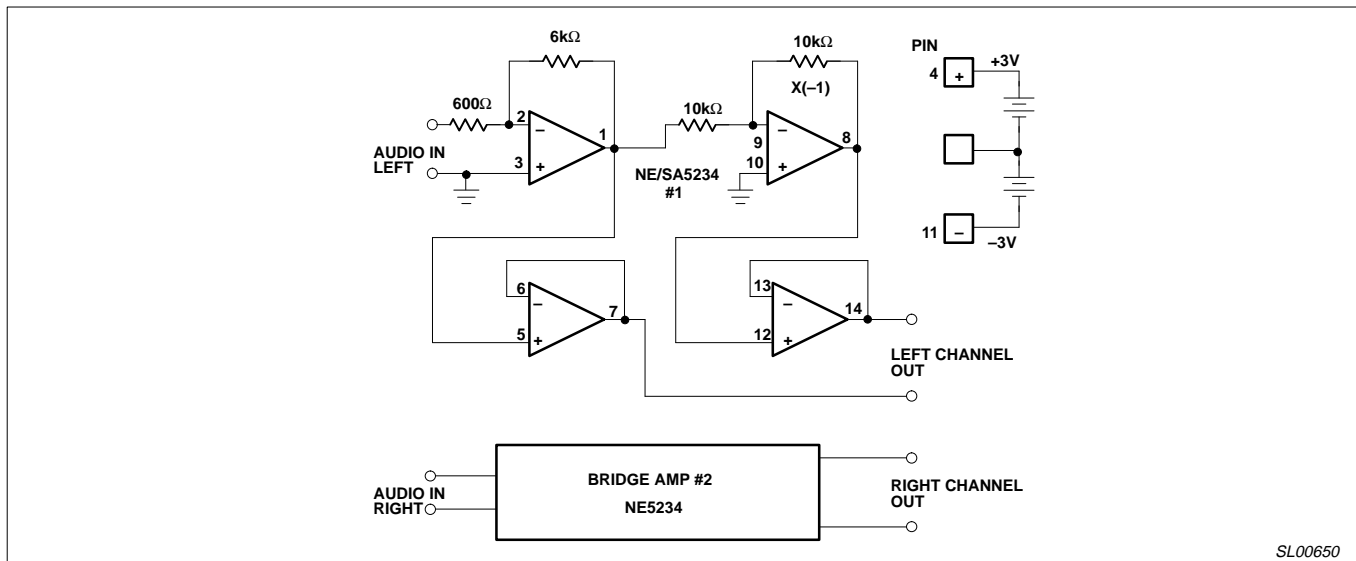 6kΩ
10kΩ
PIN
4
+
+3V
X(–1)
600Ω
10kΩ
2
–
1
–
9
8
AUDIO IN
LEFT
3
+
10
+
NE/SA5234
#1
11
–
–3V
6
–
7
5
+
13
–
14
12
+
LEFT CHANNEL
OUT
BRIDGE AMP #2
NE5234
AUDIO IN
RIGHT
RIGHT CHANNEL
OUT
SL00650